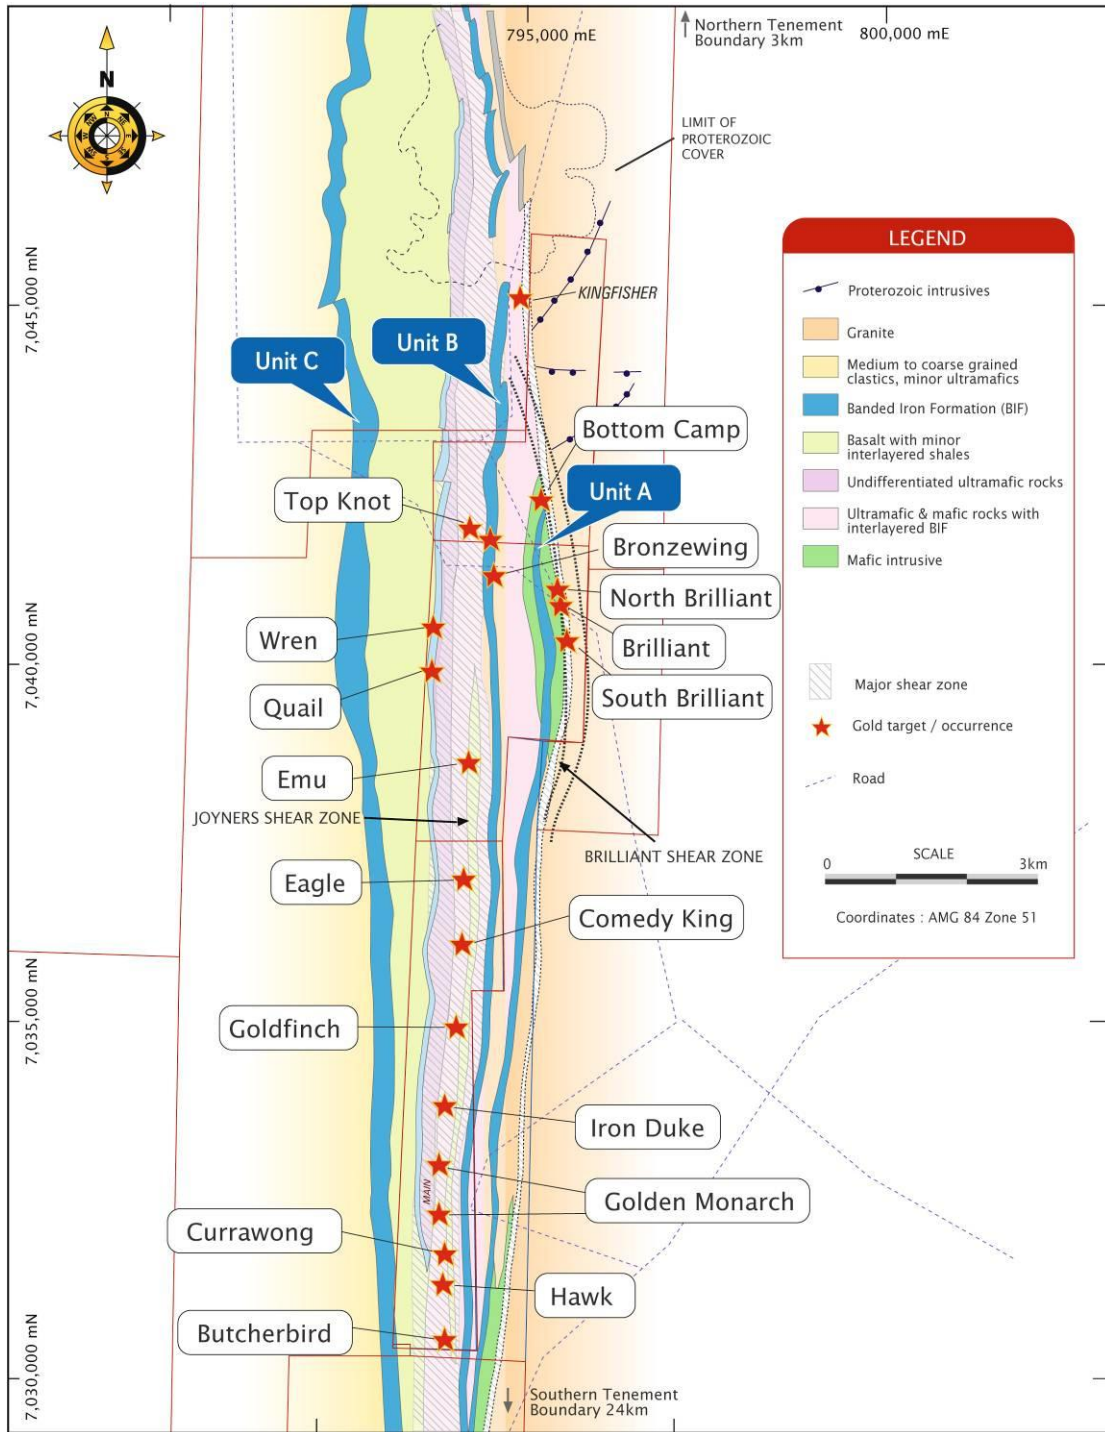 795,000 mE
Northern Tenement
Boundary 3km
800,000 mE
N
NW
N
NE
W
E
SW
S
SE
LIMIT OF
PROTEROZOIC
COVER
7,045,000 mN
KINGFISHER
Unit C
Unit B
Bottom Camp
Top Knot
Unit A
Bronzewing
North Brilliant
Wren
Brilliant
7,040,000 mN
Quail
South Brilliant
Emu
JOYNERS SHEAR ZONE
BRILLIANT SHEAR ZONE
Eagle
Comedy King
7,035,000 mN
Goldfinch
Iron Duke
MAIN
Golden Monarch
Currawong
Hawk
Butcherbird
7,030,000 mN
Southern Tenement
Boundary 24km
LEGEND
Proterozoic intrusives
Granite
Medium to coarse grained
clastics, minor ultramafics
Banded Iron Formation (BIF)
Basalt with minor
interlayered shales
Undifferentiated ultramafic rocks
Ultramafic & mafic rocks with
interlayered BIF
Mafic intrusive
Major shear zone
Gold target / occurrence
Road
SCALE
0 3km
Coordinates : AMG 84 Zone 51